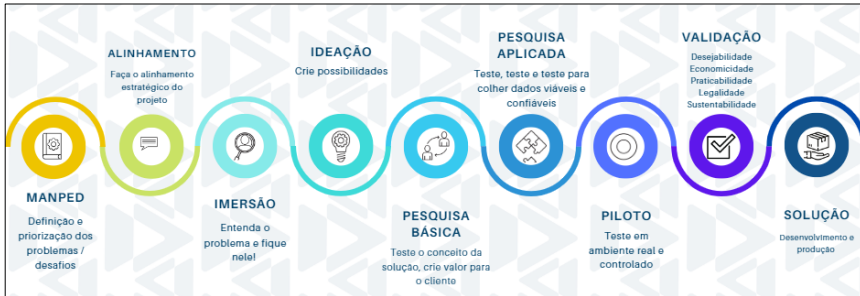 MANPED
Definição e
priorização dos
problemas /
desafios
ALINHAMENTO
Faça o alinhamento
estratégico do
projeto
IMERSÃO
Entenda o
problema e fique
nele!
IDEAÇÃO
Crie possibilidades
PESQUISA
BÁSICA
Teste o conceito da
solução, crie valor para
o cliente
PESQUISA
APLICADA
Teste, teste e teste para
colher dados viáveis e
confiáveis
PILOTO
Teste em
ambiente real e
controlado
VALIDAÇÃO
Desejabilidade
Economicidade
Praticabilidade
Legalidade
Sustentabilidade
SOLUÇÃO
Desenvolvimento e
produção